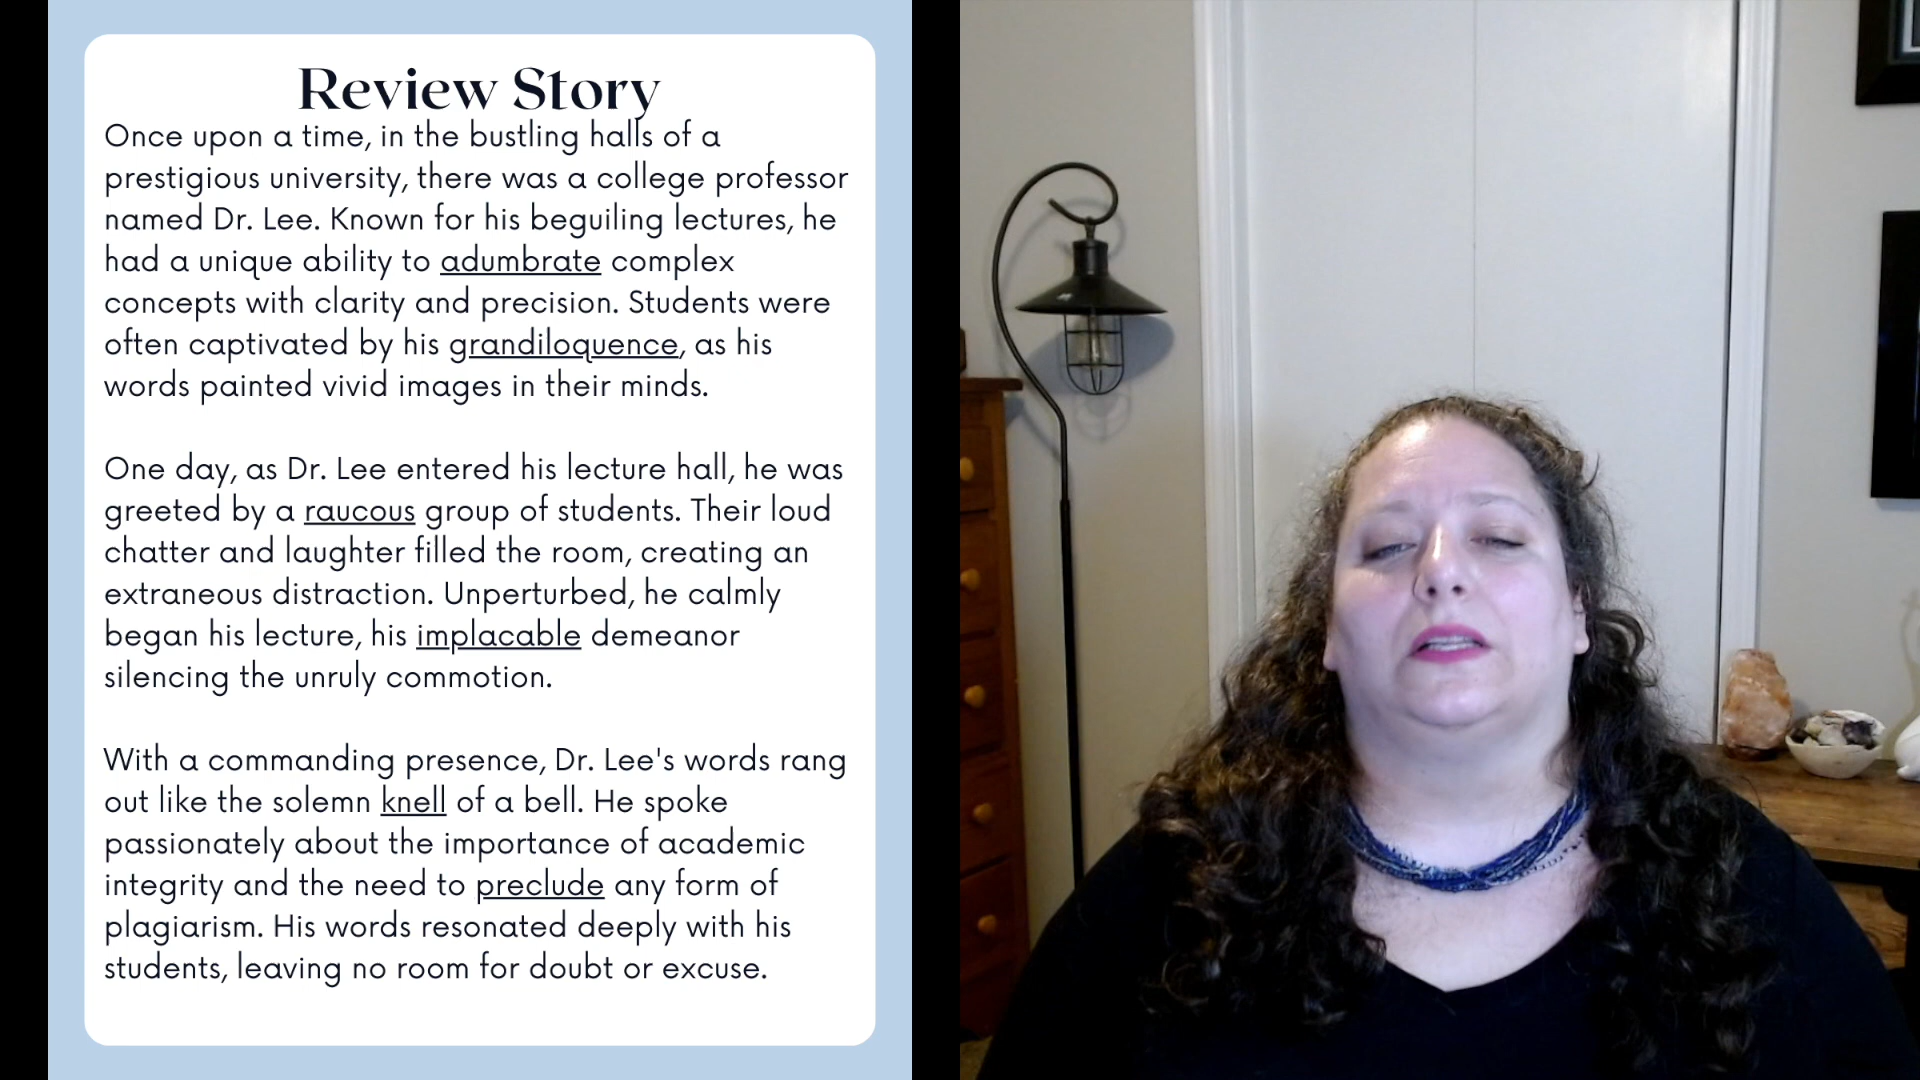 Review Story
Once upon a time, in the bustling halls of a
prestigious university, there was a college professor
named Dr. Lee. Known for his beguiling lectures, he
had a unique ability to adumbrate complex
concepts with clarity and precision. Students were
often captivated by his grandiloquence, as his
words painted vivid images in their minds.
One day, as Dr. Lee entered his lecture hall, he was
greeted by a raucous group of students. Their loud
chatter and laughter filled the room, creating an
extraneous distraction. Unperturbed, he calmly
began his lecture, his implacable demeanor
silencing the unruly commotion.
With a commanding presence, Dr. Lee's words rang
out like the solemn knell of a bell. He spoke
passionately about the importance of academic
integrity and the need to preclude any form of
plagiarism. His words resonated deeply with his
students, leaving no room for doubt or excuse.